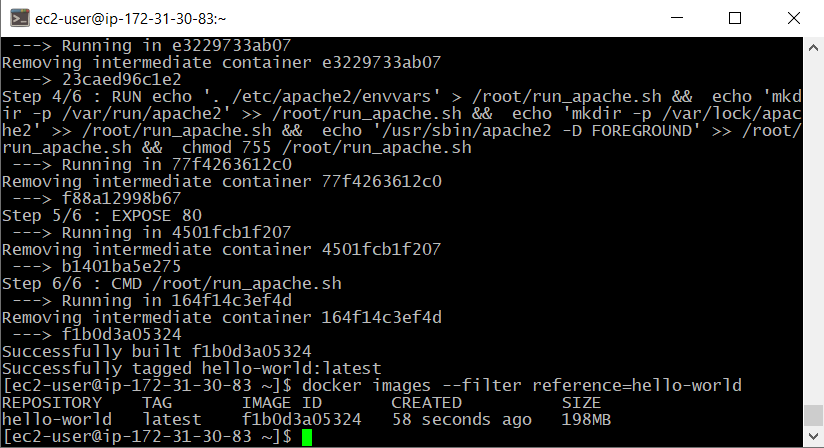 ec2-user@ip-172-31-30-83:~
 ---> Running in e3229733ab07
Removing intermediate container e3229733ab07
 ---> 23caed96c1e2
Step 4/6 : RUN echo '. /etc/apache2/envvars' > /root/run_apache.sh &&  echo 'mkd
ir -p /var/run/apache2' >> /root/run_apache.sh &&  echo 'mkdir -p /var/lock/apac
he2' >> /root/run_apache.sh &&  echo '/usr/sbin/apache2 -D FOREGROUND' >> /root/
run_apache.sh &&  chmod 755 /root/run_apache.sh
 ---> Running in 77f4263612c0
Removing intermediate container 77f4263612c0
 ---> f88a12998b67
Step 5/6 : EXPOSE 80
 ---> Running in 4501fcb1f207
Removing intermediate container 4501fcb1f207
 ---> b1401ba5e275
Step 6/6 : CMD /root/run_apache.sh
 ---> Running in 164f14c3ef4d
Removing intermediate container 164f14c3ef4d
 ---> f1b0d3a05324
Successfully built f1b0d3a05324
Successfully tagged hello-world:latest
[ec2-user@ip-172-31-30-83 ~]$ docker images --filter reference=hello-world
REPOSITORY    TAG       IMAGE ID       CREATED          SIZE
hello-world   latest    f1b0d3a05324   58 seconds ago   198MB
[ec2-user@ip-172-31-30-83 ~]$